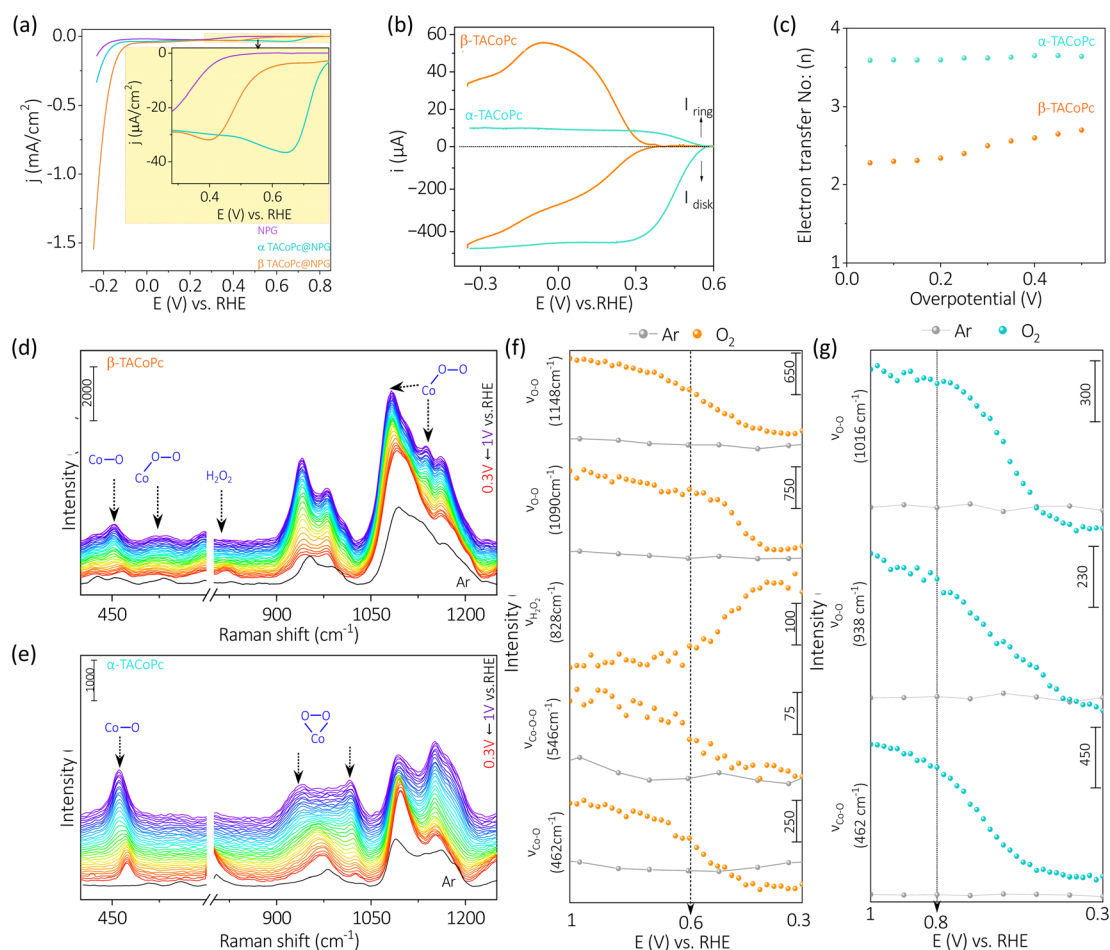 (a)
0.0
−0.5
−1.0
−1.5
j (mA/cm²)
0
−20
−40
j (μA/cm²)
0.4 0.6
E (V) vs. RHE
NPG
α TACoPc@NPG
β TACoPc@NPG
−0.2 0.0 0.2 0.4 0.6 0.8
E (V) vs. RHE
(b)
β-TACoPc
α-TACoPc
I ring
I disk
60
40
20
0
−200
−400
i (μA)
−0.3 0.0 0.3 0.6
E (V) vs.RHE)
(c)
α-TACoPc
β-TACoPc
4
3
2
1
Electron transfer No: (n)
0.0 0.2 0.4
Overpotential (V)
(d)
β-TACoPc
2000
Co—O
Co O—O
H₂O₂
Co O—O
0.3V ←1V vs.RHE
Ar
Intensity (
450 900 1050 1200
Raman shift (cm⁻¹)
(e)
α-TACoPc
1000
Co—O
O—O Co
0.3V ←1V vs.RHE
Ar
Intensity (
450 900 1050 1200
Raman shift (cm⁻¹)
(f)
Ar O₂
νO-O
(1148cm⁻¹)
650
νO-O
(1090cm⁻¹)
750
νH₂O₂
(828cm⁻¹)
100
νCo-O-O
(546cm⁻¹)
75
νCo-O
(462cm⁻¹)
250
Intensity (
1 0.6 0.3
E (V) vs. RHE
(g)
Ar O₂
νO-O
(1016 cm⁻¹)
300
νO-O
(938 cm⁻¹)
230
νCo-O
(462 cm⁻¹)
450
Intensity (
1 0.8 0.3
E (V) vs. RHE